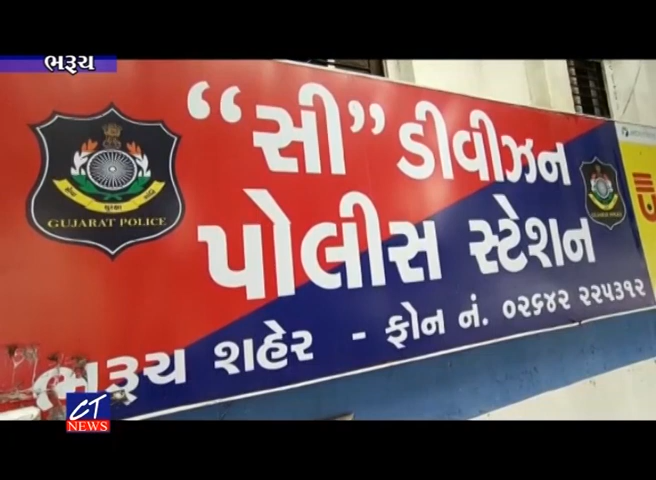 ભરૂચ
“સી” ડીવીઝન
પોલીસ સ્ટેશન
ભરૂચ શહેર - ફોન નં. ૦૨૬૪૨ ૨૨૫૩૧૨
GUJARAT POLICE
CT
NEWS